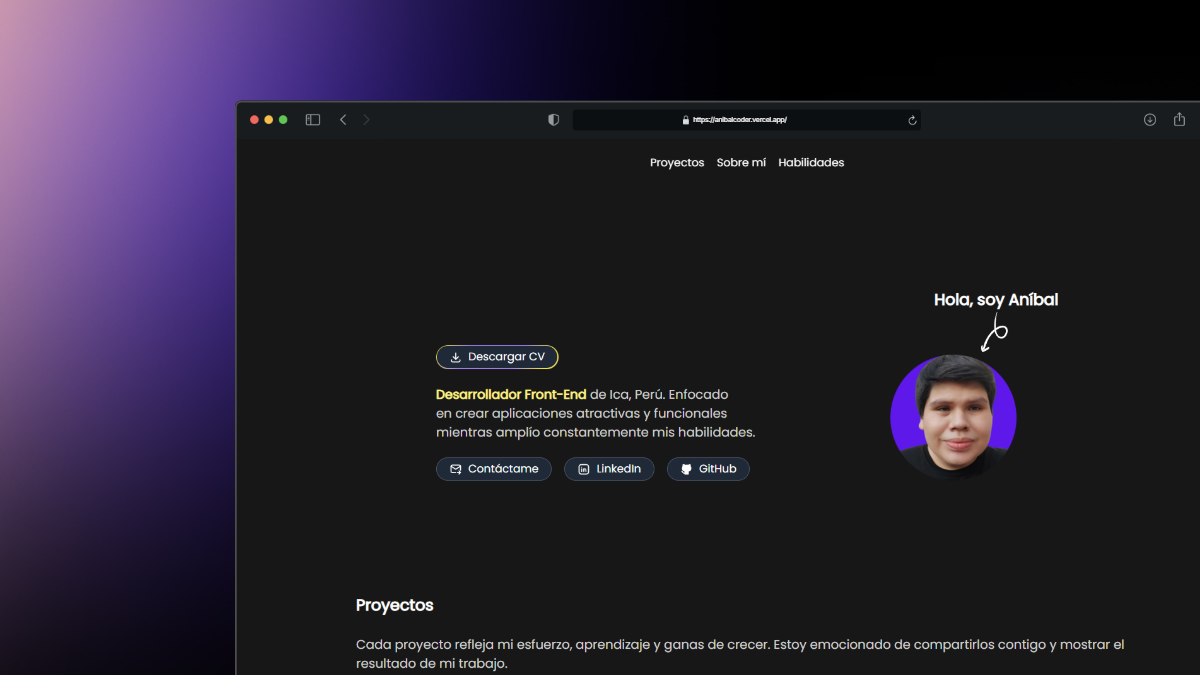 https://anibalcoder.vercel.app/
Proyectos Sobre mí Habilidades
Hola, soy Aníbal
Descargar CV
Desarrollador Front-End de Ica, Perú. Enfocado
en crear aplicaciones atractivas y funcionales
mientras amplío constantemente mis habilidades.
Contáctame LinkedIn GitHub
Proyectos
Cada proyecto refleja mi esfuerzo, aprendizaje y ganas de crecer. Estoy emocionado de compartirlos contigo y mostrar el
resultado de mi trabajo.